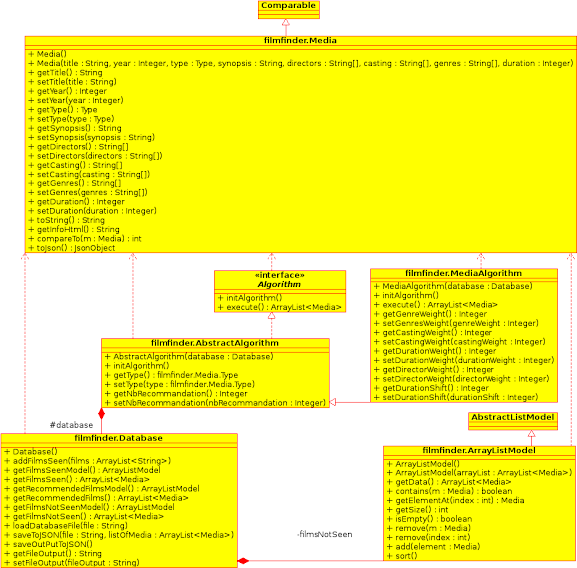 Comparable
filmfinder.Media
+ Media()
+ Media(title : String, year : Integer, type : Type, synopsis : String, directors : String[], casting : String[], genres : String[], duration : Integer)
+ getTitle() : String
+ setTitle(title : String)
+ getYear() : Integer
+ setYear(year : Integer)
+ getType() : Type
+ setType(type : Type)
+ getSynopsis() : String
+ setSynopsis(synopsis : String)
+ getDirectors() : String[]
+ setDirectors(directors : String[])
+ getCasting() : String[]
+ setCasting(casting : String[])
+ getGenres() : String[]
+ setGenres(genres : String[])
+ getDuration() : Integer
+ setDuration(duration : Integer)
+ toString() : String
+ getInfoHtml() : String
+ compareTo(m : Media) : int
+ toJson() : JsonObject
«interface»
Algorithm
+ initAlgorithm()
+ execute() : ArrayList<Media>
filmfinder.MediaAlgorithm
+ MediaAlgorithm(database : Database)
+ initAlgorithm()
+ execute() : ArrayList<Media>
+ getGenreWeight() : Integer
+ setGenresWeight(genreWeight : Integer)
+ getCastingWeight() : Integer
+ setCastingWeight(castingWeight : Integer)
+ getDurationWeight() : Integer
+ setDurationWeight(durationWeight : Integer)
+ getDirectorWeight() : Integer
+ setDirectorWeight(directorWeight : Integer)
+ getDurationShift() : Integer
+ setDurationShift(durationShift : Integer)
filmfinder.AbstractAlgorithm
+ AbstractAlgorithm(database : Database)
+ initAlgorithm()
+ getType() : filmfinder.Media.Type
+ setType(type : filmfinder.Media.Type)
+ getNbRecommandation() : Integer
+ setNbRecommandation(nbRecommandation : Integer)
#database
AbstractListModel
filmfinder.Database
+ Database()
+ addFilmsSeen(films : ArrayList<String>)
+ getFilmsSeenModel() : ArrayListModel
+ getFilmsSeen() : ArrayList<Media>
+ getRecommendedFilmsModel() : ArrayListModel
+ getRecommendedFilms() : ArrayList<Media>
+ getFilmsNotSeenModel() : ArrayListModel
+ getFilmsNotSeen() : ArrayList<Media>
+ loadDatabaseFile(file : String)
+ saveToJSON(file : String, listOfMedia : ArrayList<Media>)
+ saveOutPutToJSON()
+ getFileOutput() : String
+ setFileOutput(fileOutput : String)
-filmsNotSeen
filmfinder.ArrayListModel
+ ArrayListModel()
+ ArrayListModel(arrayList : ArrayList<Media>)
+ getData() : ArrayList<Media>
+ contains(m : Media) : boolean
+ getElementAt(index : int) : Media
+ getSize() : int
+ isEmpty() : boolean
+ remove(m : Media)
+ remove(index : int)
+ add(element : Media)
+ sort()